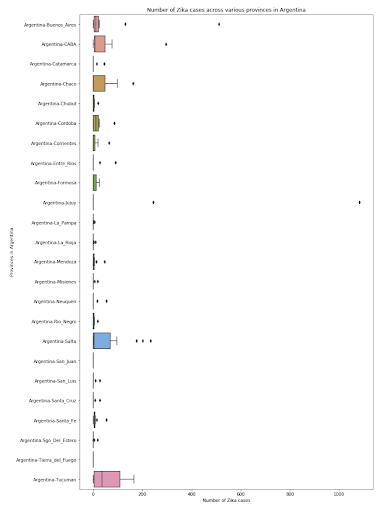 Number of Zika cases across various provinces in Argentina
Provinces in Argentina
Argentina-Buenos_Aires
Argentina-CABA
Argentina-Catamarca
Argentina-Chaco
Argentina-Chubut
Argentina-Cordoba
Argentina-Corrientes
Argentina-Entre_Rios
Argentina-Formosa
Argentina-Jujuy
Argentina-La_Pampa
Argentina-La_Rioja
Argentina-Mendoza
Argentina-Misiones
Argentina-Neuquen
Argentina-Rio_Negro
Argentina-Salta
Argentina-San_Juan
Argentina-San_Luis
Argentina-Santa_Cruz
Argentina-Santa_Fe
Argentina-Sgo_Del_Estero
Argentina-Tierra_del_Fuego
Argentina-Tucuman
0 200 400 600 800 1000
Number of Zika cases